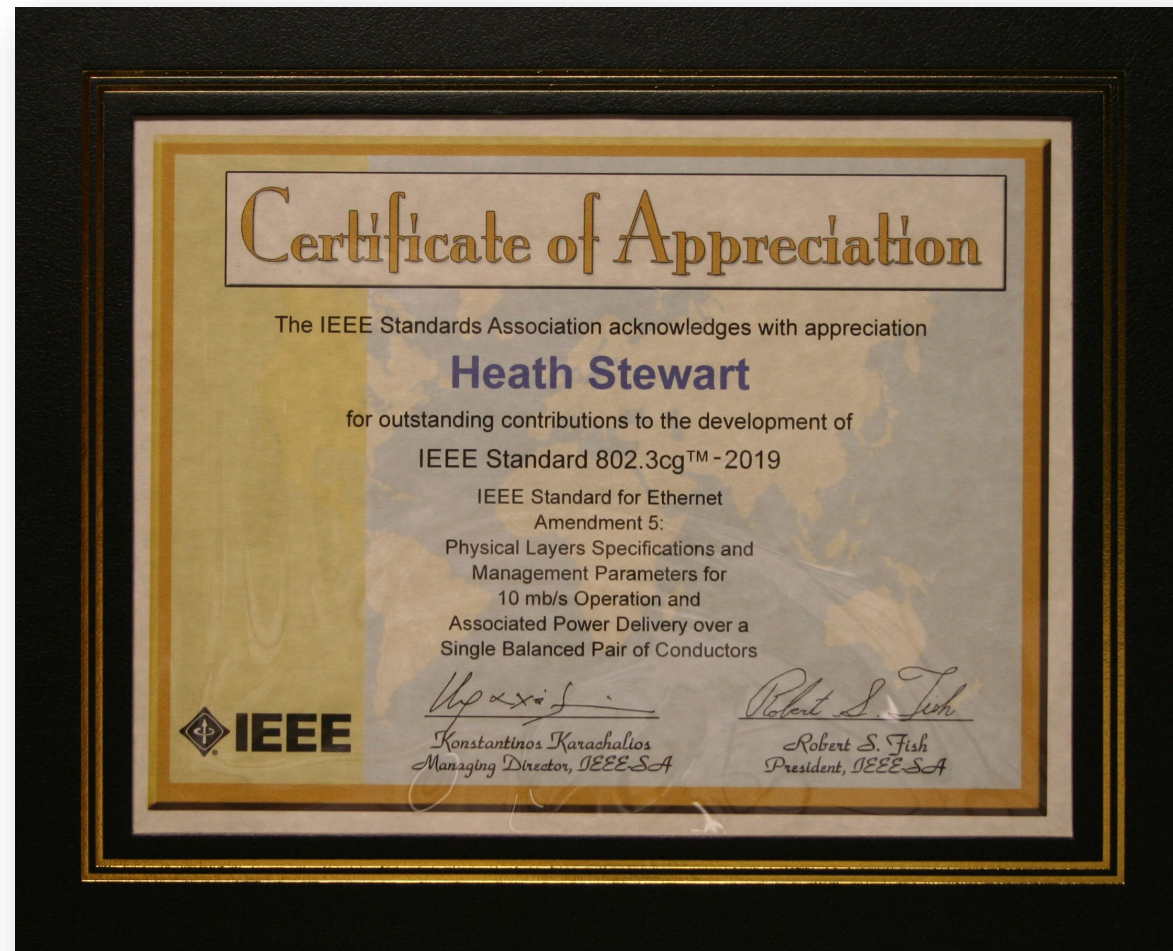 Certificate of Appreciation
The IEEE Standards Association acknowledges with appreciation
Heath Stewart
for outstanding contributions to the development of
IEEE Standard 802.3cg™-2019
IEEE Standard for Ethernet
Amendment 5:
Physical Layers Specifications and
Management Parameters for
10 mb/s Operation and
Associated Power Delivery over a
Single Balanced Pair of Conductors
Robert S. Fish
IEEE
Konstantinos Karachalios
Managing Director, IEEE-SA
Robert S. Fish
President, IEEE-SA